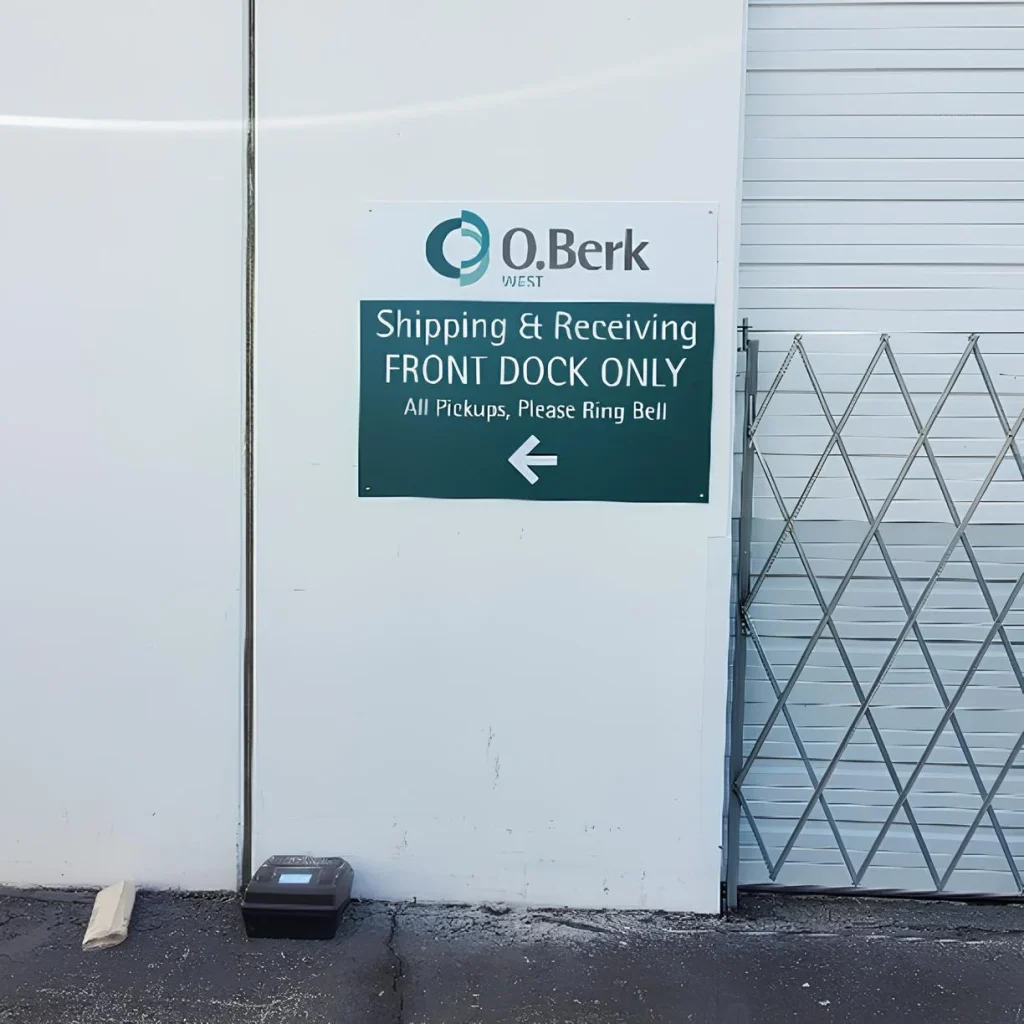 O.Berk
WEST
Shipping & Receiving
FRONT DOCK ONLY
All Pickups, Please Ring Bell